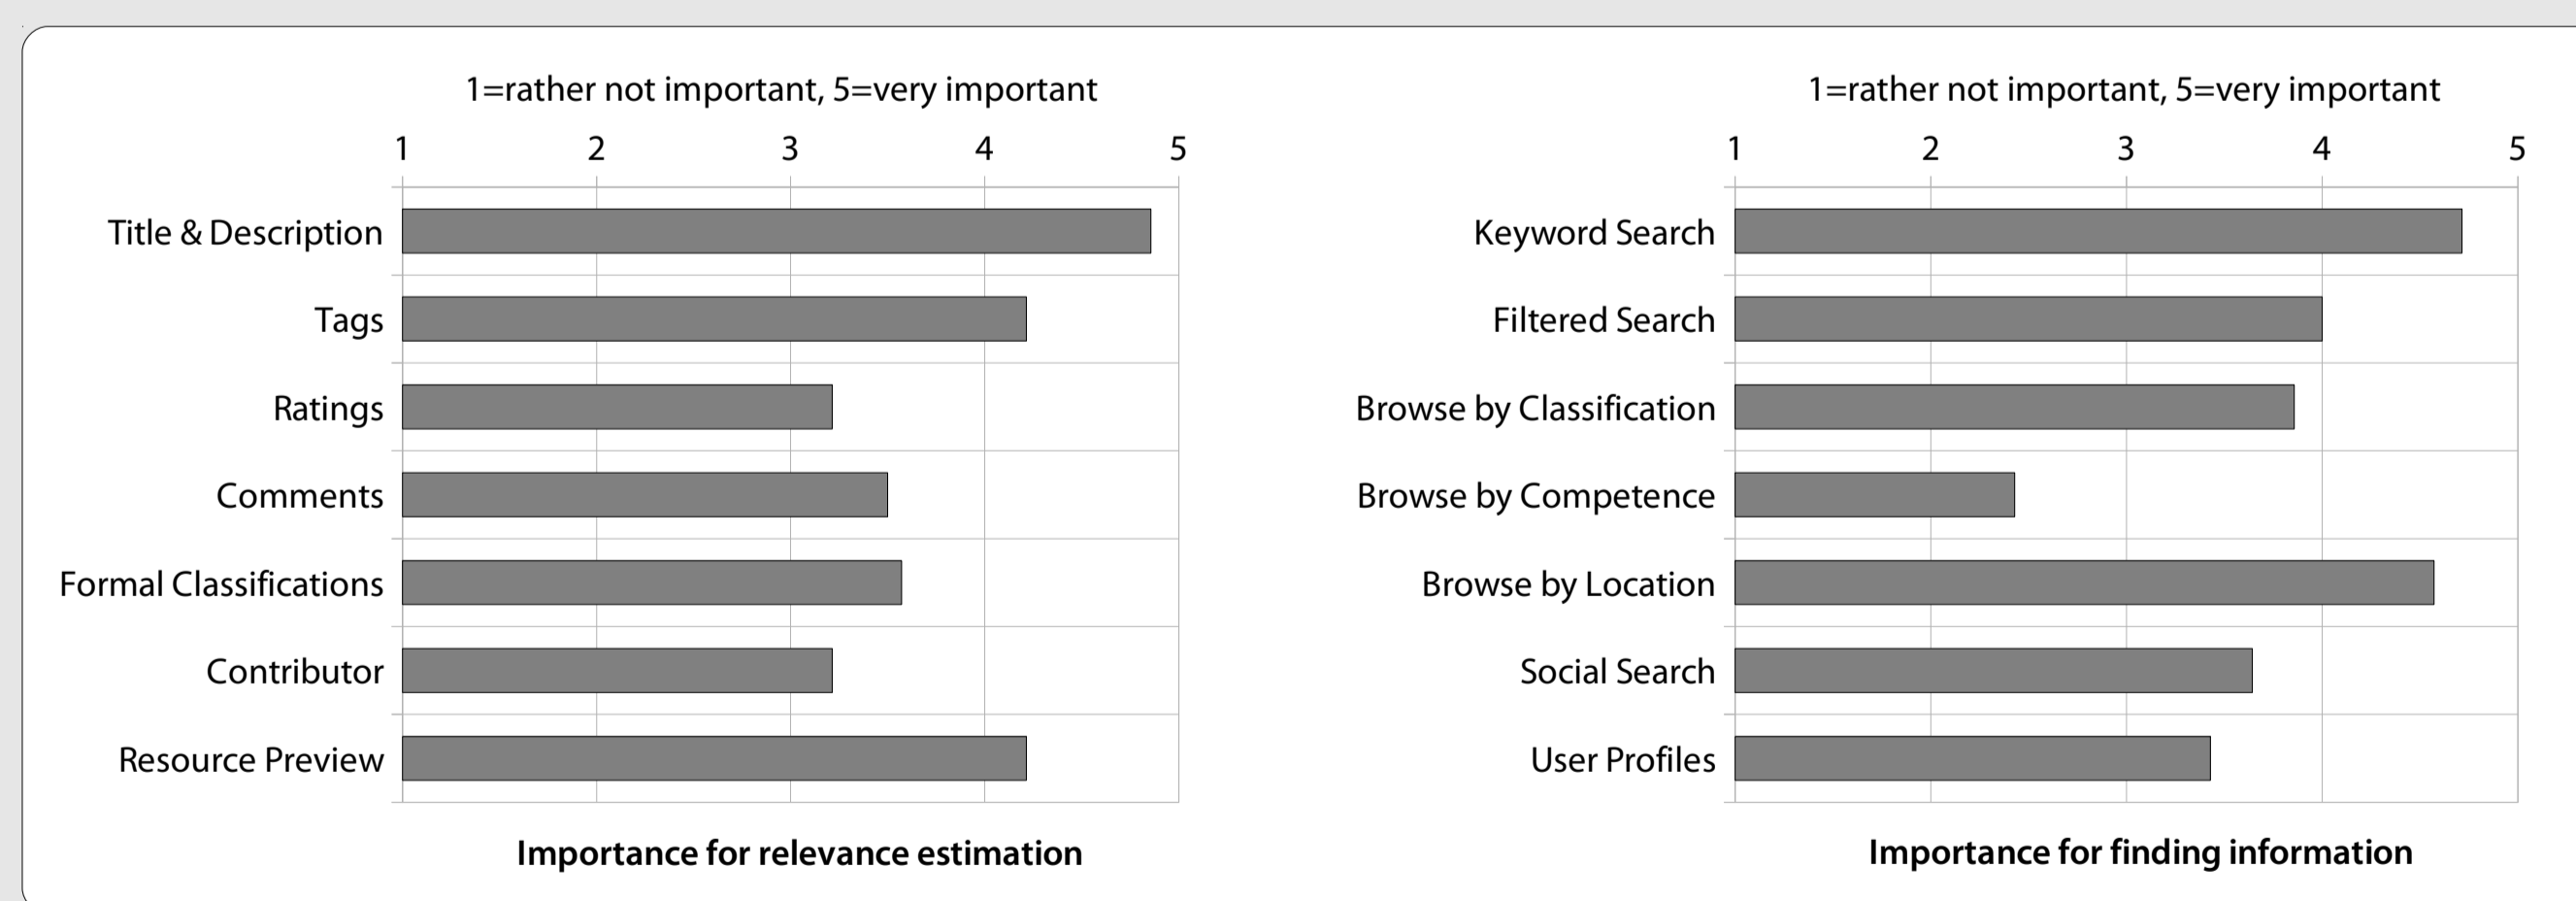 1=rather not important, 5=very important
1 2 3 4 5
Title & Description
Tags
Ratings
Comments
Formal Classifications
Contributor
Resource Preview
Importance for relevance estimation
1=rather not important, 5=very important
1 2 3 4 5
Keyword Search
Filtered Search
Browse by Classification
Browse by Competence
Browse by Location
Social Search
User Profiles
Importance for finding information